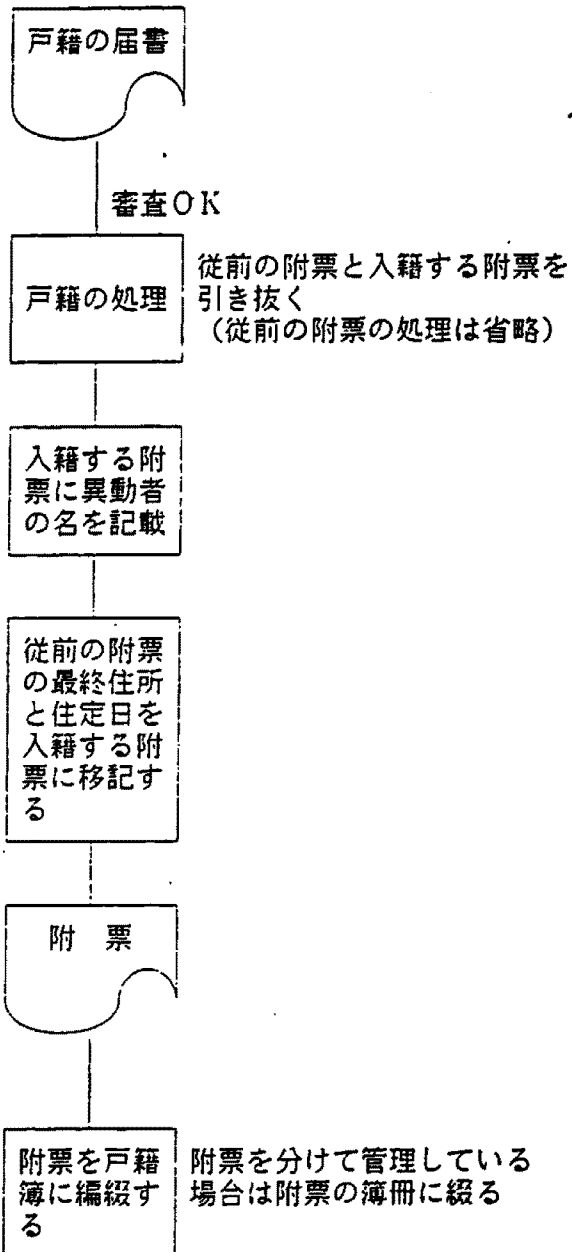 戸籍の届書
審査OK
戸籍の処理
従前の附票と入籍する附票を
引き抜く
（従前の附票の処理は省略）
入籍する附
票に異動者
の名を記載
従前の附票
の最終住所
と住定日を
入籍する附
票に移記す
る
附　票
附票を戸籍
簿に編綴す
る
附票を分けて管理している
場合は附票の簿冊に綴る